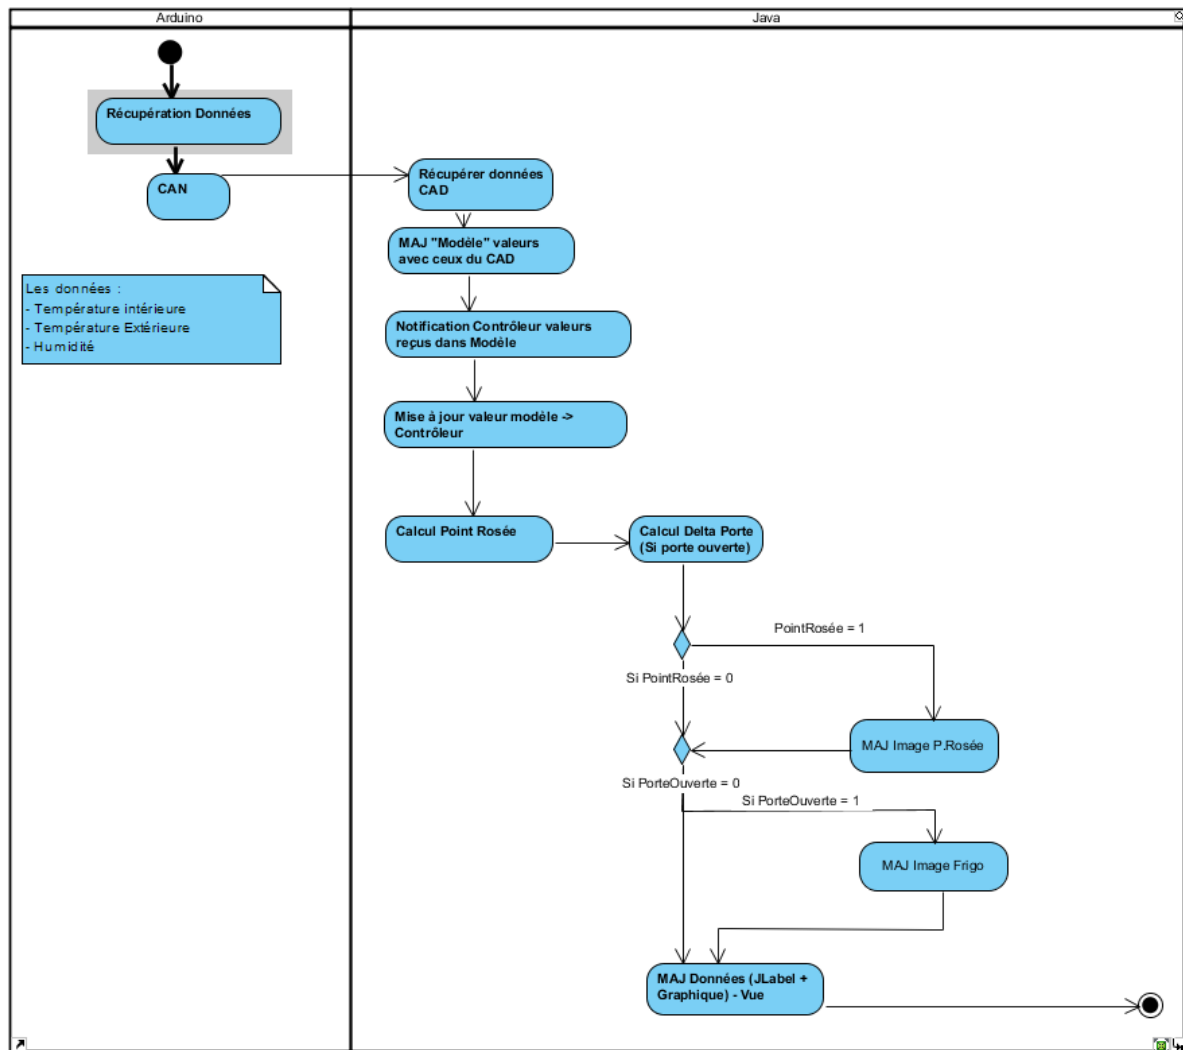 Arduino
Java
Récupération Données
CAN
Les données :
- Température intérieure
- Température Extérieure
- Humidité
Récupérer données
CAD
MAJ "Modèle" valeurs
avec ceux du CAD
Notification Contrôleur valeurs
reçus dans Modèle
Mise à jour valeur modèle ->
Contrôleur
Calcul Point Rosée
Calcul Delta Porte
(Si porte ouverte)
PointRosée = 1
Si PointRosée = 0
MAJ Image P.Rosée
Si PorteOuverte = 0
Si PorteOuverte = 1
MAJ Image Frigo
MAJ Données (JLabel +
Graphique) - Vue